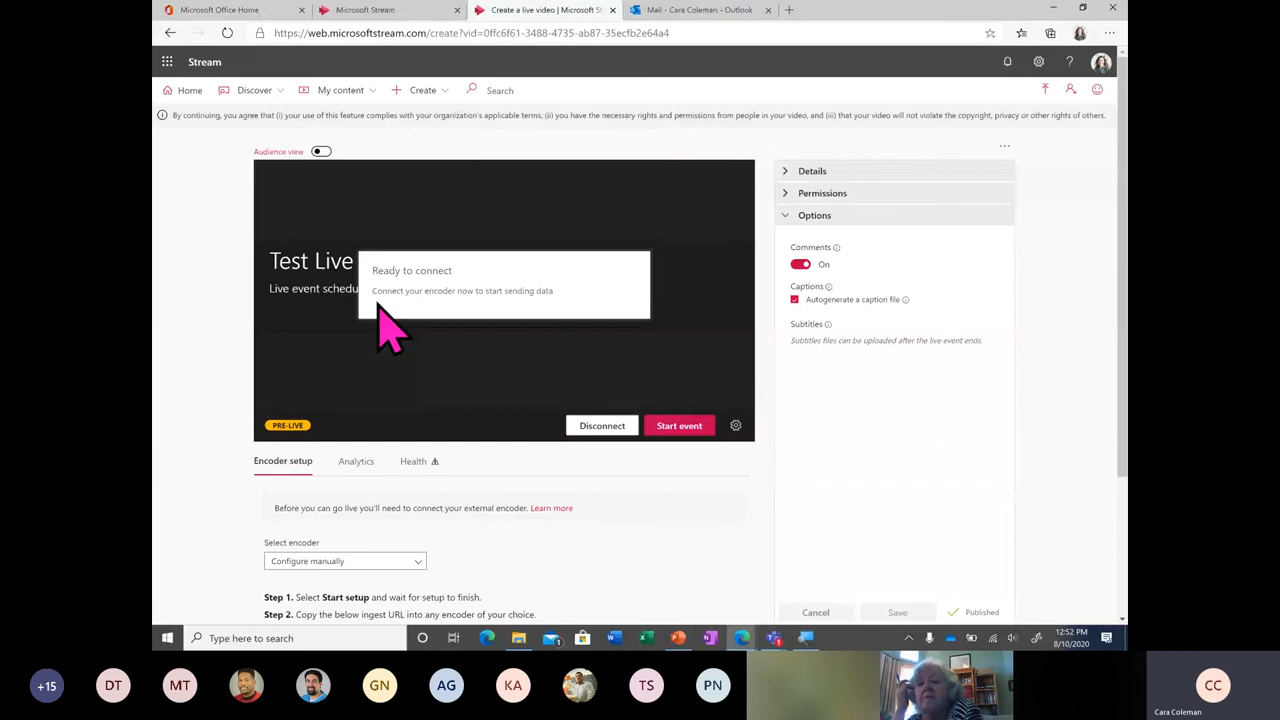 Microsoft Office Home
Microsoft Stream
Create a live video | Microsoft St
Mail - Cara Coleman - Outlook
https://web.microsoftstream.com/create?vid=0ffc6f61-3488-4735-ab87-35ecfb2e64a4
Stream
Home
Discover
My content
Create
Search
By continuing, you agree that (i) your use of this feature complies with your organization's applicable terms, (ii) you have the necessary rights and permissions from people in your video, and (iii) that your video will not violate the copyright, privacy or other rights of others.
Audience view
Test Live
Live event schedu
Ready to connect
Connect your encoder now to start sending data
PRE-LIVE
Disconnect
Start event
Details
Permissions
Options
Comments
On
Captions
Autogenerate a caption file
Subtitles
Subtitles files can be uploaded after the live event ends.
Encoder setup
Analytics
Health
Before you can go live you'll need to connect your external encoder. Learn more
Select encoder
Configure manually
Step 1. Select Start setup and wait for setup to finish.
Step 2. Copy the below ingest URL into any encoder of your choice.
Cancel
Save
Published
Type here to search
12:52 PM
8/10/2020
+15
DT
MT
GN
AG
KA
TS
PN
CC
Cara Coleman